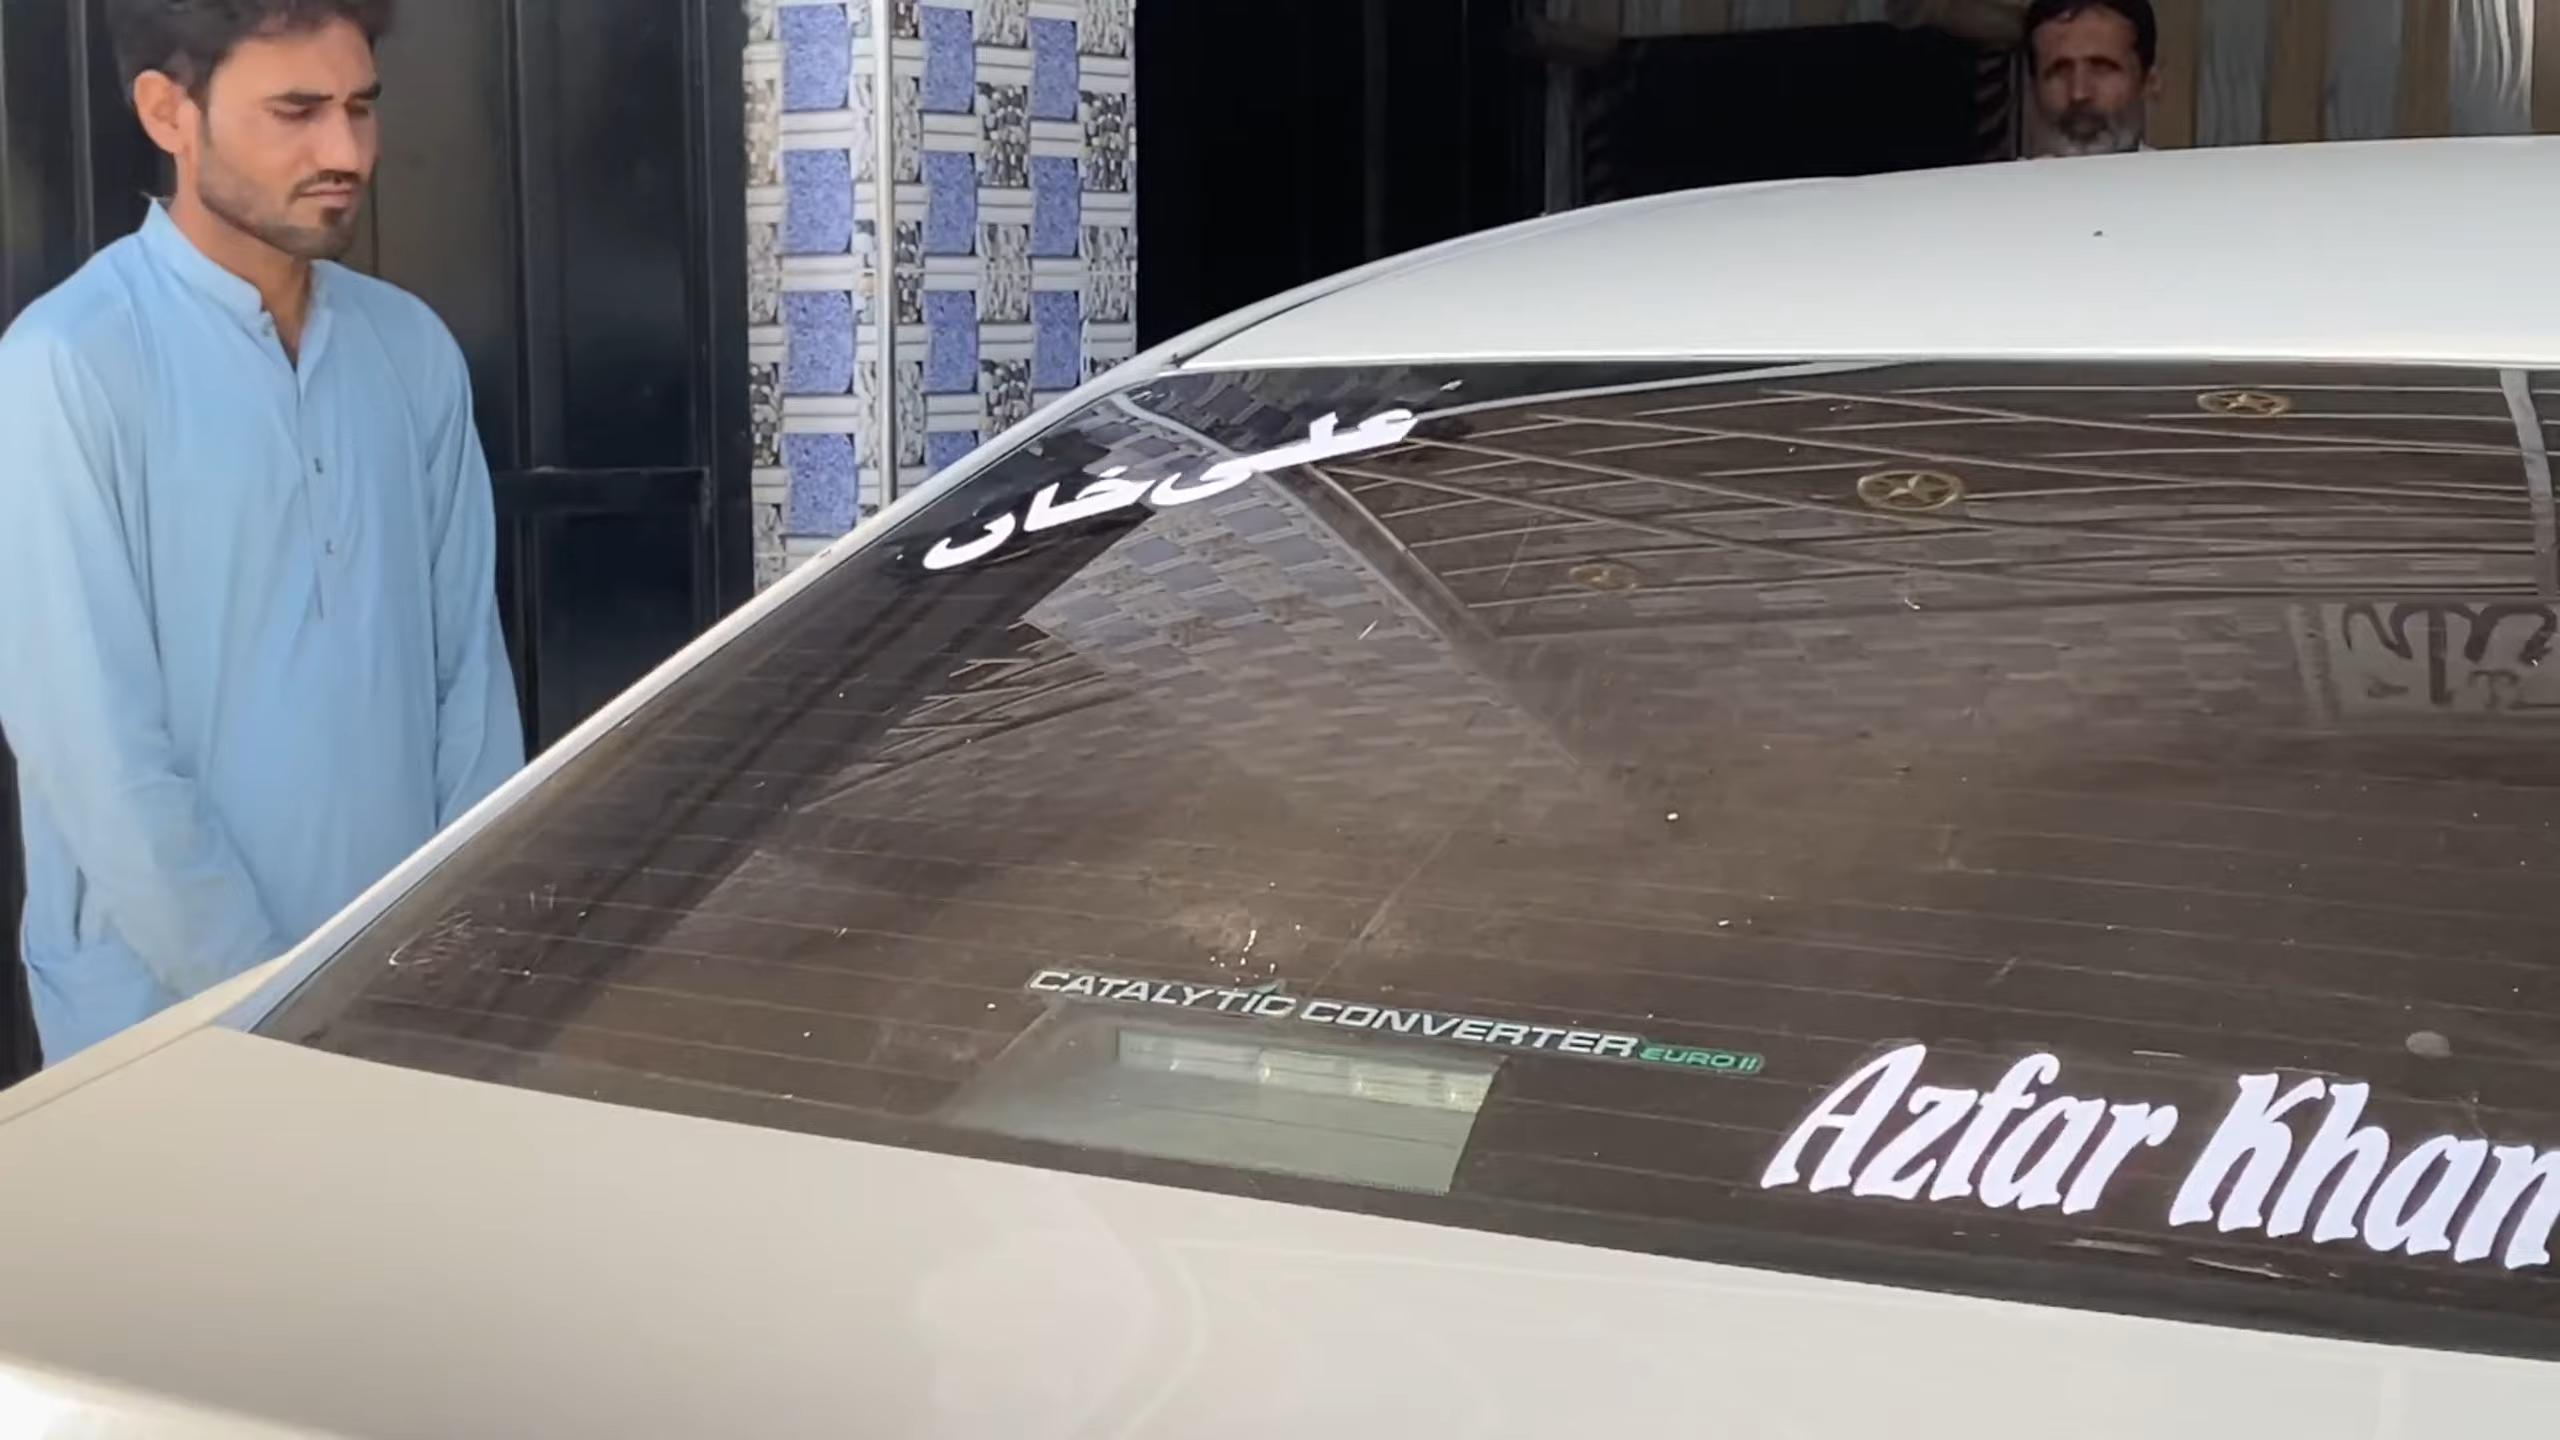 علی خان
CATALYTIC CONVERTER EURO II
Azfar Khan